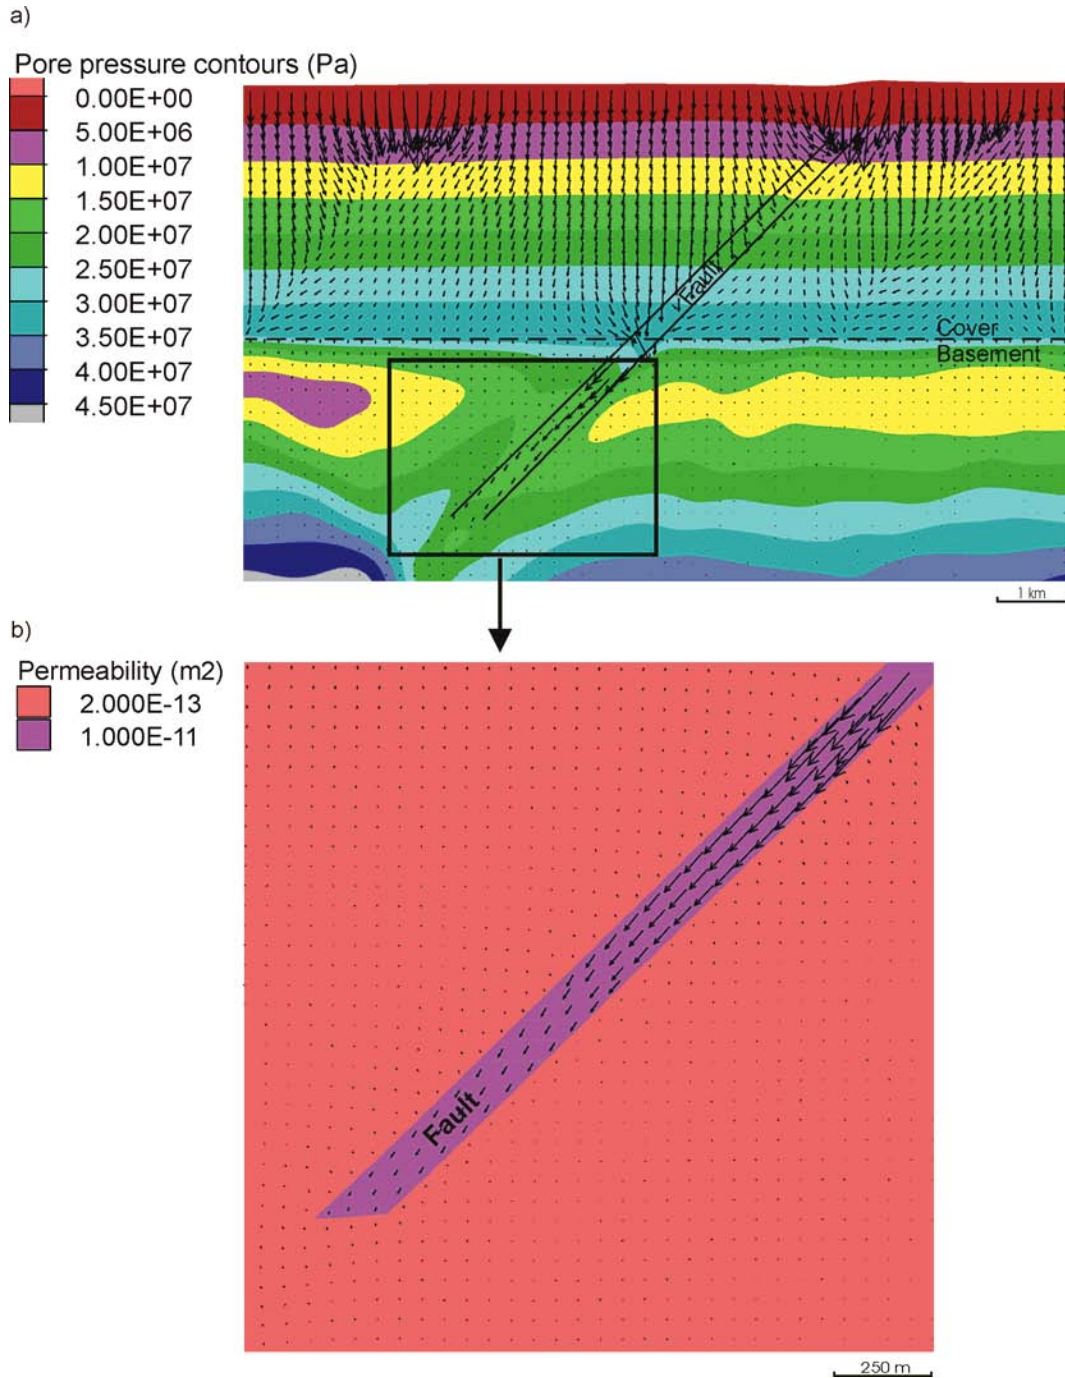 a)
Pore pressure contours (Pa)
0.00E+00
5.00E+06
1.00E+07
1.50E+07
2.00E+07
2.50E+07
3.00E+07
3.50E+07
4.00E+07
4.50E+07
Fault
Cover
Basement
1 km
b)
Permeability (m2)
2.000E-13
1.000E-11
Fault
250 m